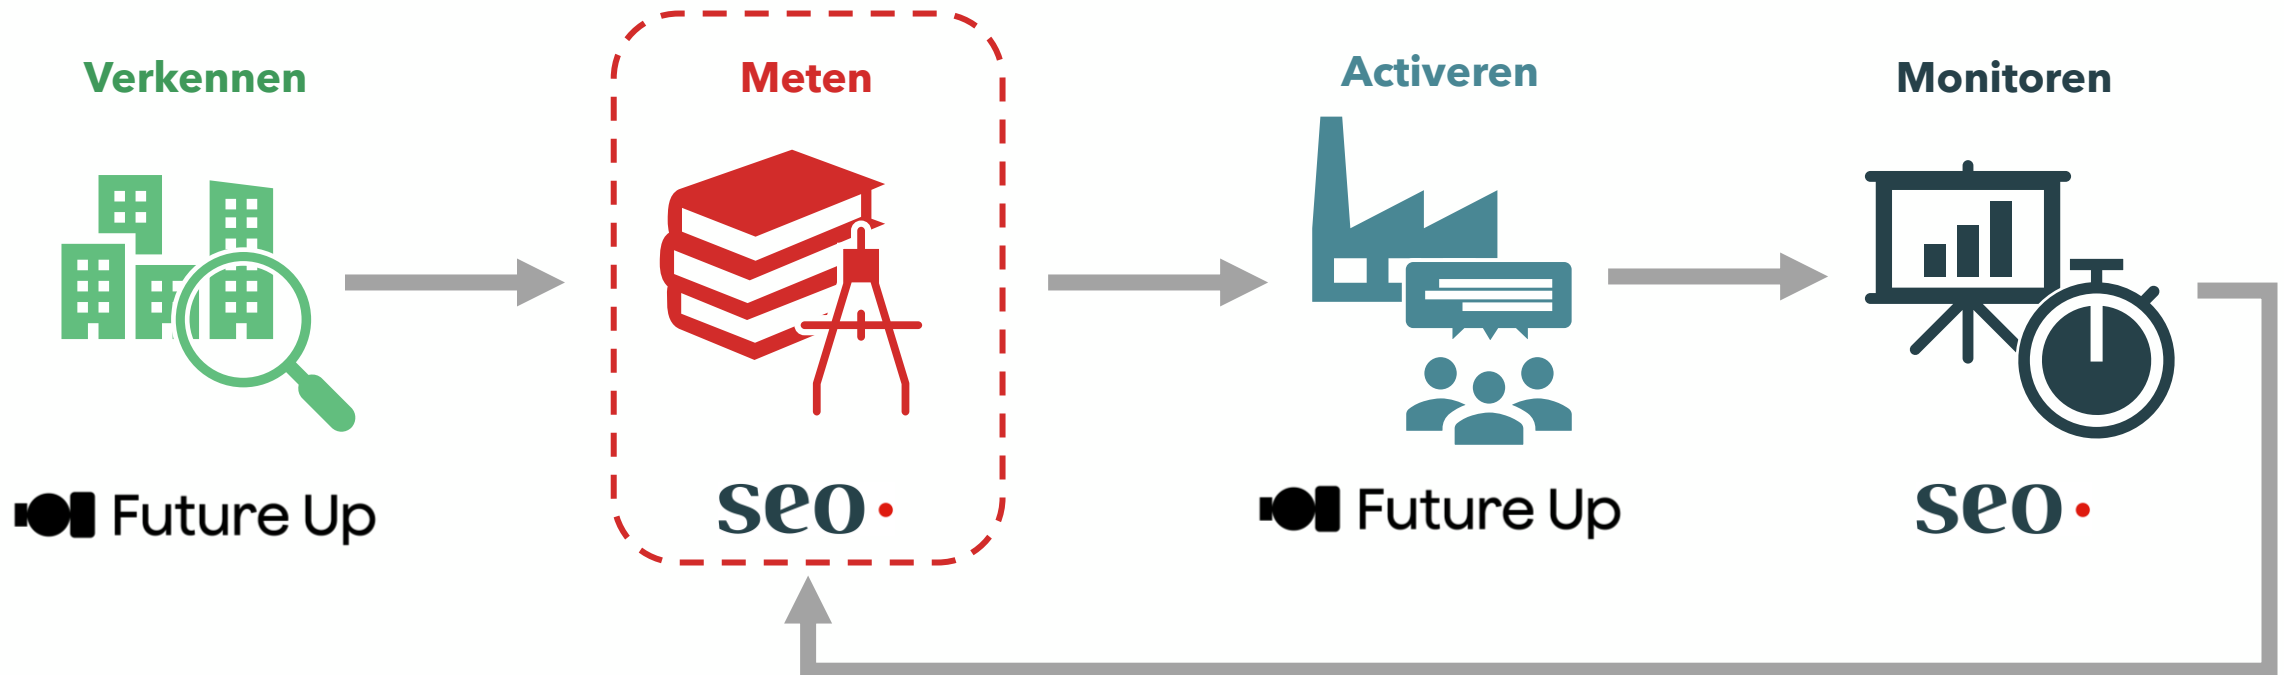 Verkennen
Meten
Activeren
Monitoren
Future Up
seo.
Future Up
seo.